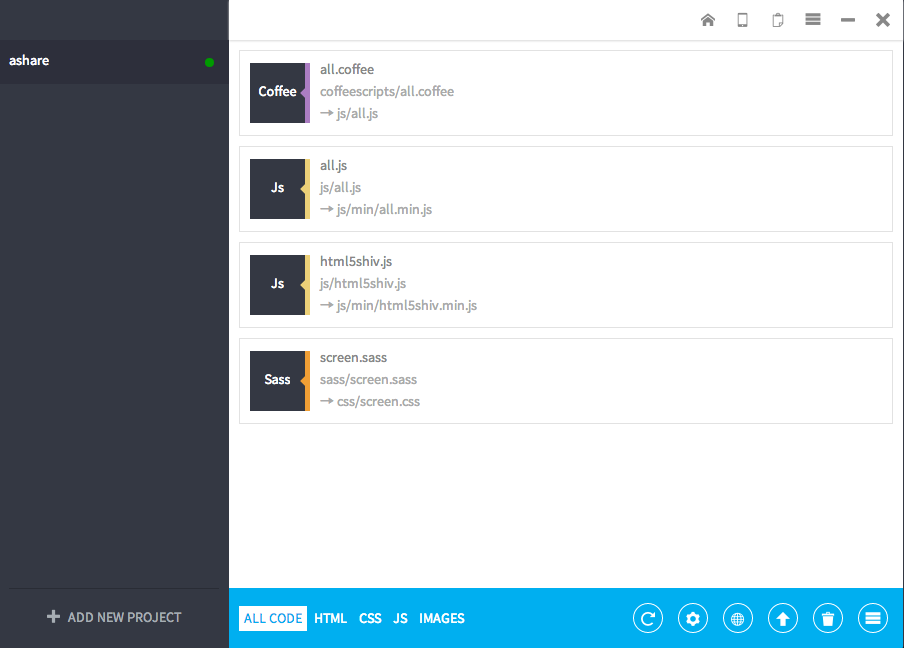 ashare
Coffee
all.coffee
coffeescripts/all.coffee
→ js/all.js
Js
all.js
js/all.js
→ js/min/all.min.js
Js
html5shiv.js
js/html5shiv.js
→ js/min/html5shiv.min.js
Sass
screen.sass
sass/screen.sass
→ css/screen.css
ADD NEW PROJECT
ALL CODE HTML CSS JS IMAGES